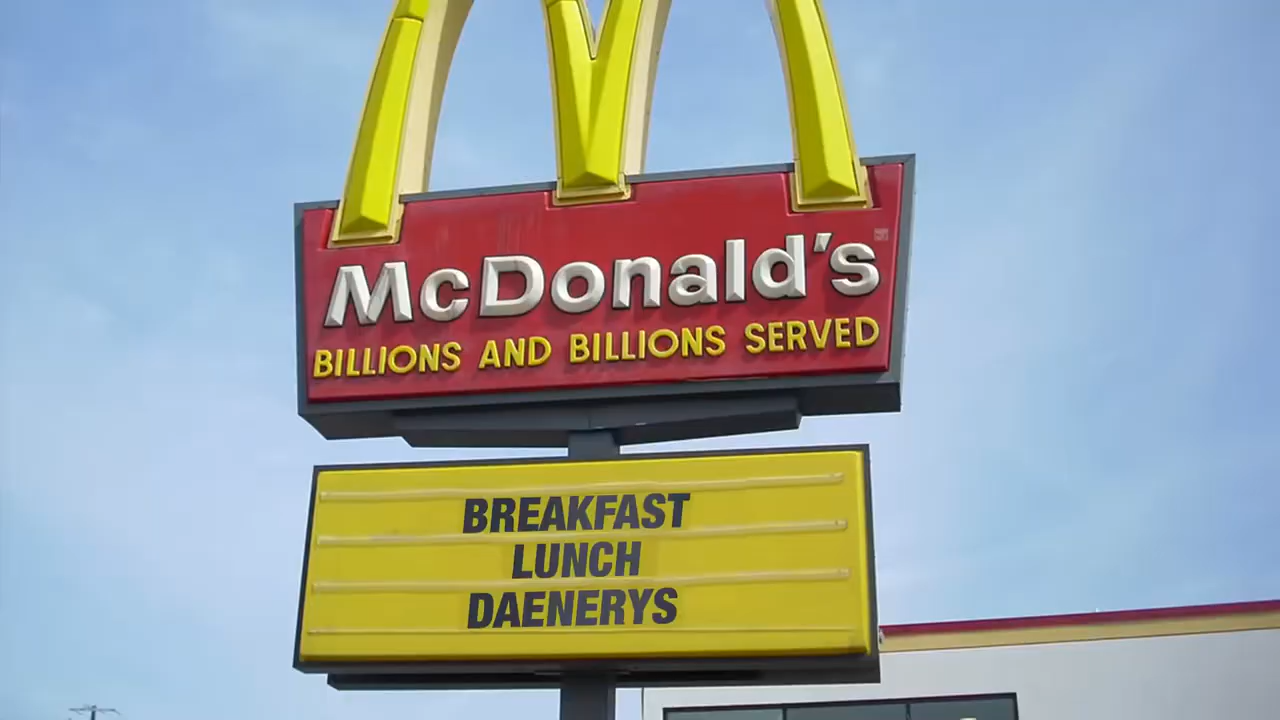 McDonald's
BILLIONS AND BILLIONS SERVED
BREAKFAST
LUNCH
DAENERYS